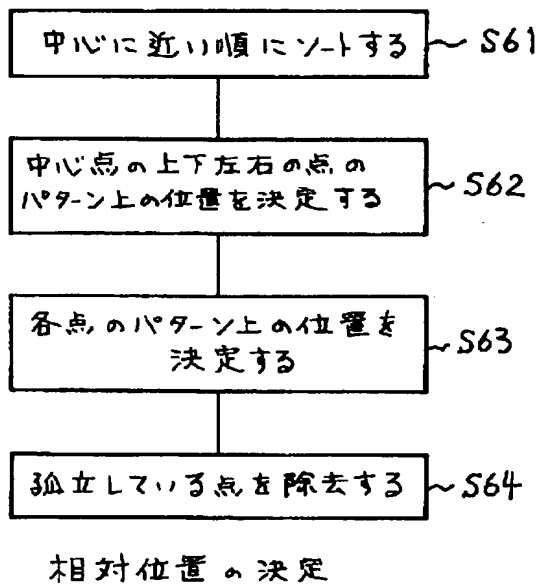 中心に近い順にソートする
S61
中心点の上下左右の点の
パターン上の位置を決定する
S62
各点のパターン上の位置を
決定する
S63
孤立している点を除去する
S64
相対位置の決定